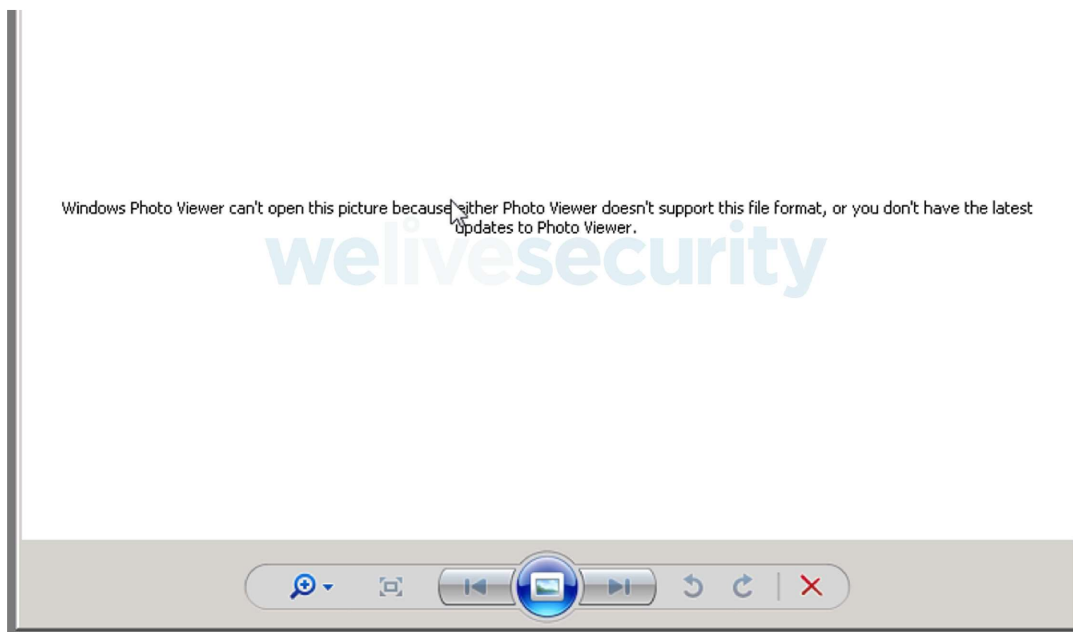 Windows Photo Viewer can't open this picture because either Photo Viewer doesn't support this file format, or you don't have the latest
updates to Photo Viewer.
welivesecurity